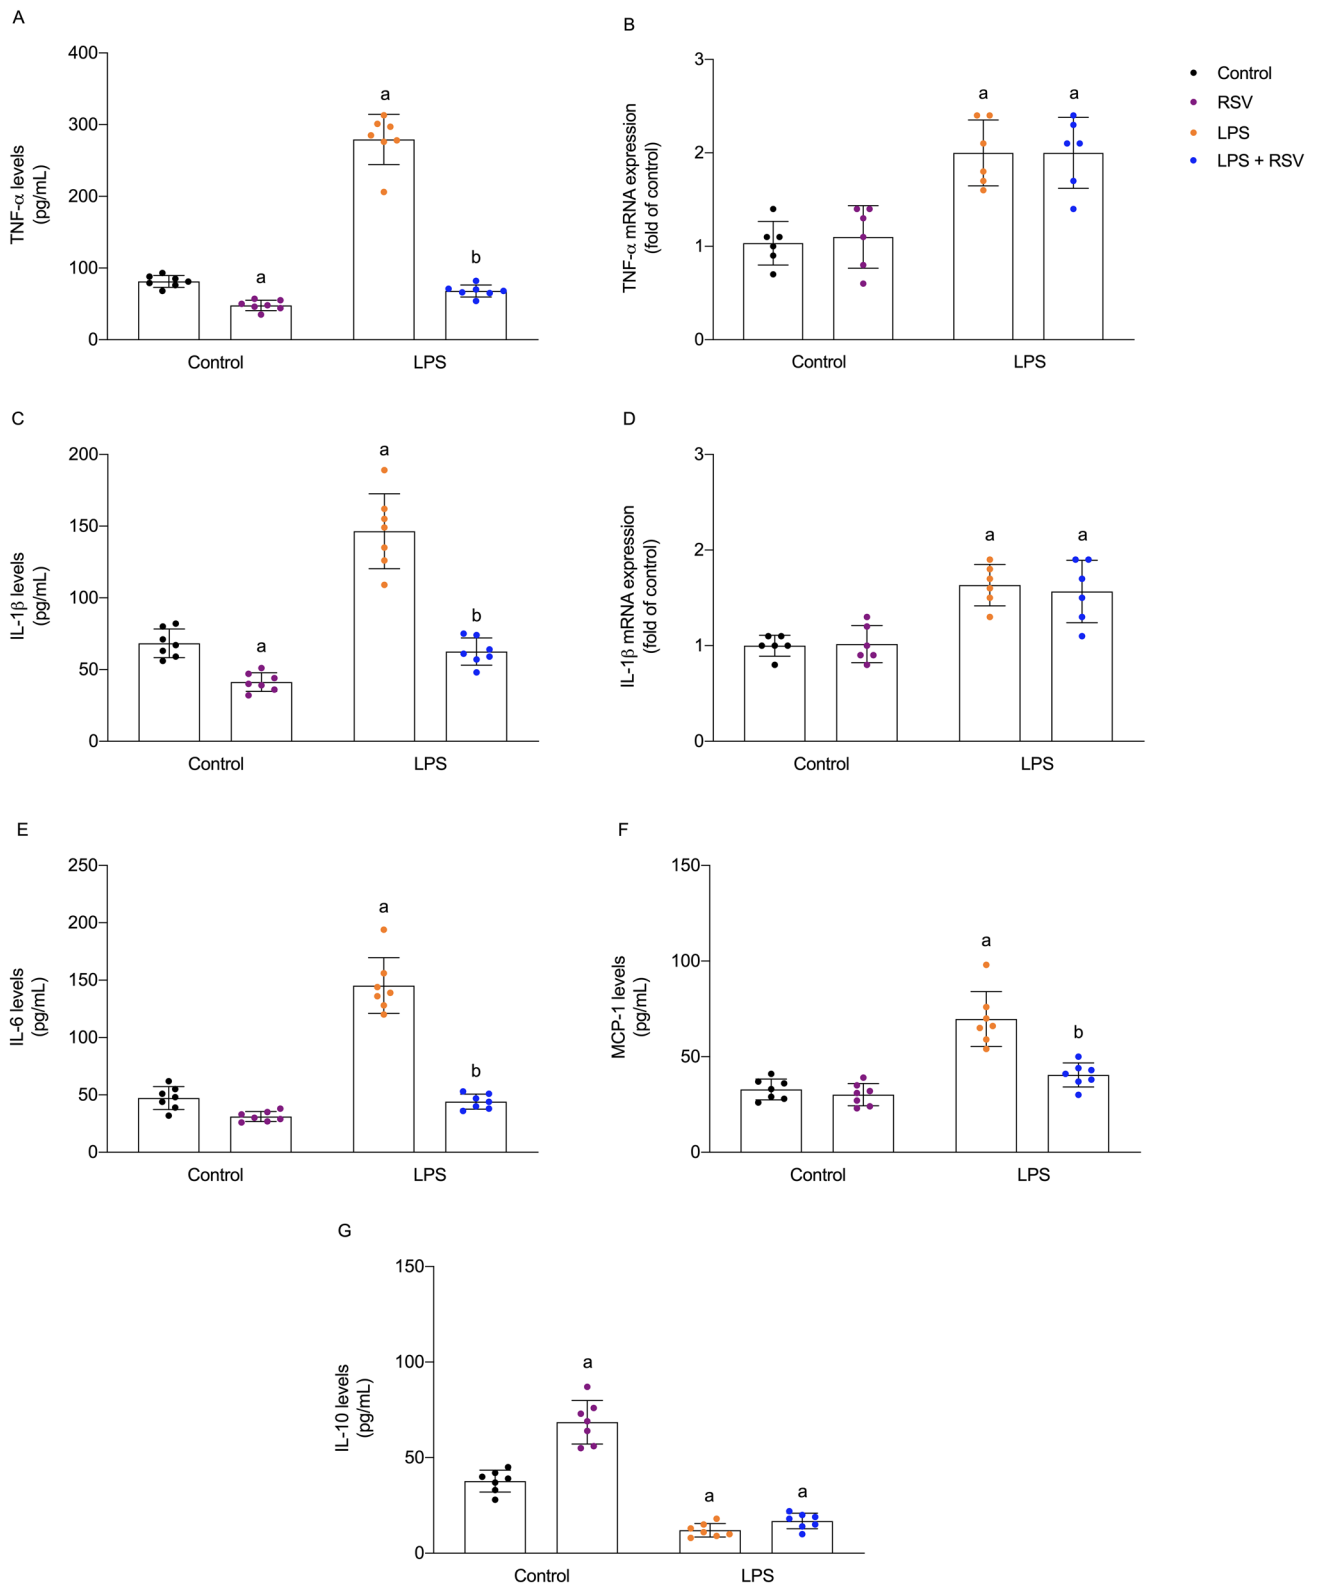 A
TNF-α levels
(pg/mL)
400
300
200
100
0
a
a
b
Control
LPS
B
TNF-α mRNA expression
(fold of control)
3
2
1
0
a
a
Control
LPS
Control
RSV
LPS
LPS + RSV
C
IL-1β levels
(pg/mL)
200
150
100
50
0
a
a
b
Control
LPS
D
IL-1β mRNA expression
(fold of control)
3
2
1
0
a
a
Control
LPS
E
IL-6 levels
(pg/mL)
250
200
150
100
50
0
a
b
Control
LPS
F
MCP-1 levels
(pg/mL)
150
100
50
0
a
b
Control
LPS
G
IL-10 levels
(pg/mL)
150
100
50
0
a
a
a
Control
LPS